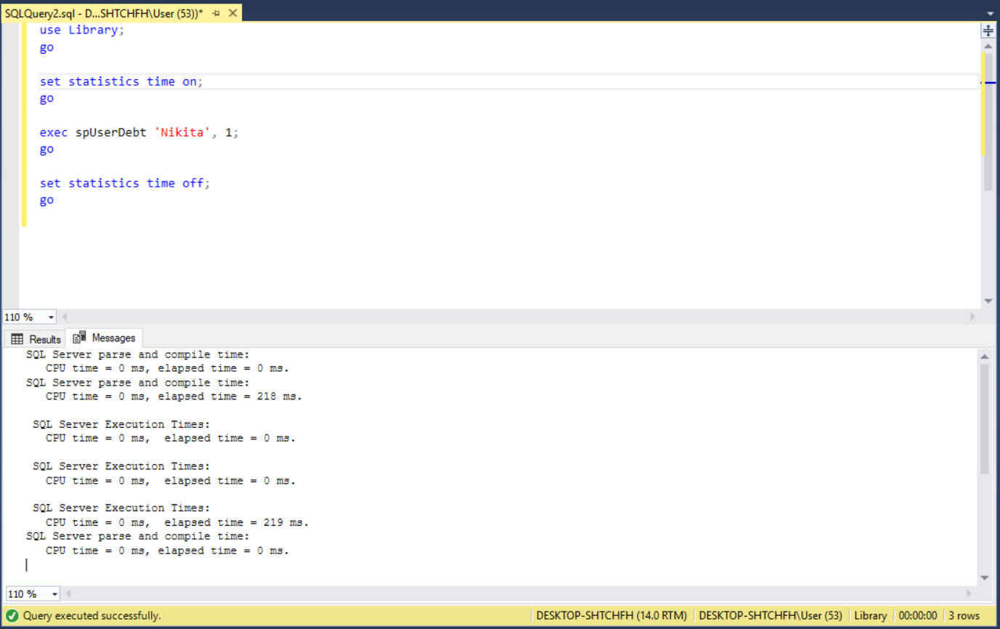 SQLQuery2.sql - D...SHTCHFH\User (53))*
use Library;
go
set statistics time on;
go
exec spUserDebt 'Nikita', 1;
go
set statistics time off;
go
110 %
Results Messages
SQL Server parse and compile time:
CPU time = 0 ms, elapsed time = 0 ms.
SQL Server parse and compile time:
CPU time = 0 ms, elapsed time = 218 ms.
SQL Server Execution Times:
CPU time = 0 ms,  elapsed time = 0 ms.
SQL Server Execution Times:
CPU time = 0 ms,  elapsed time = 0 ms.
SQL Server Execution Times:
CPU time = 0 ms,  elapsed time = 219 ms.
SQL Server parse and compile time:
CPU time = 0 ms, elapsed time = 0 ms.
110 %
Query executed successfully. DESKTOP-SHTCHFH (14.0 RTM) DESKTOP-SHTCHFH\User (53) Library 00:00:00 3 rows